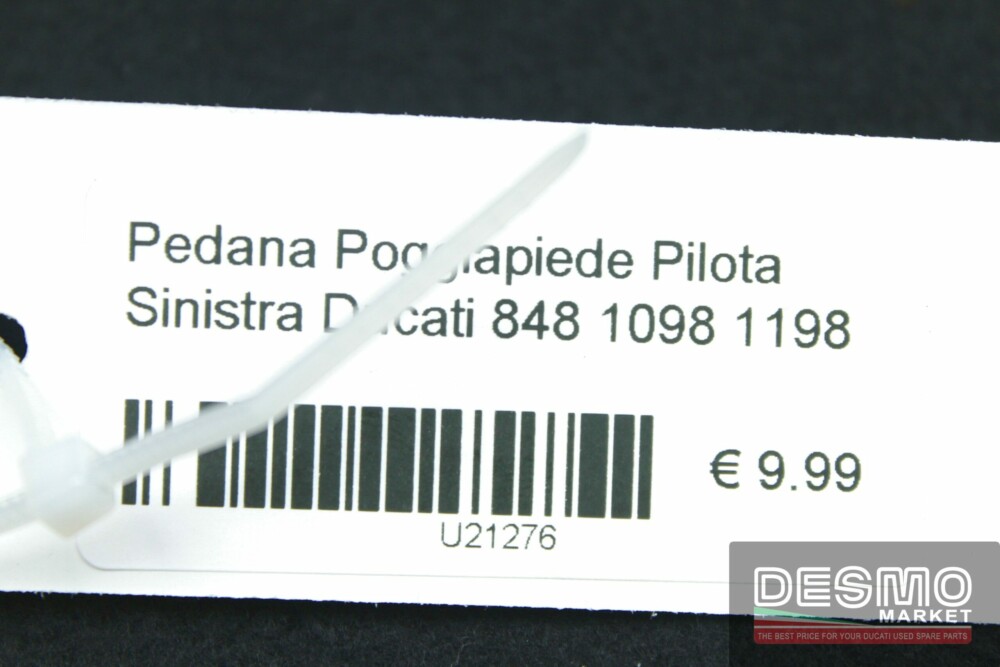 Pedana Poggiapiede Pilota
Sinistra Ducati 848 1098 1198
€ 9.99
U21276
DESMO
MARKET
THE BEST PRICE FOR YOUR DUCATI USED SPARE PARTS